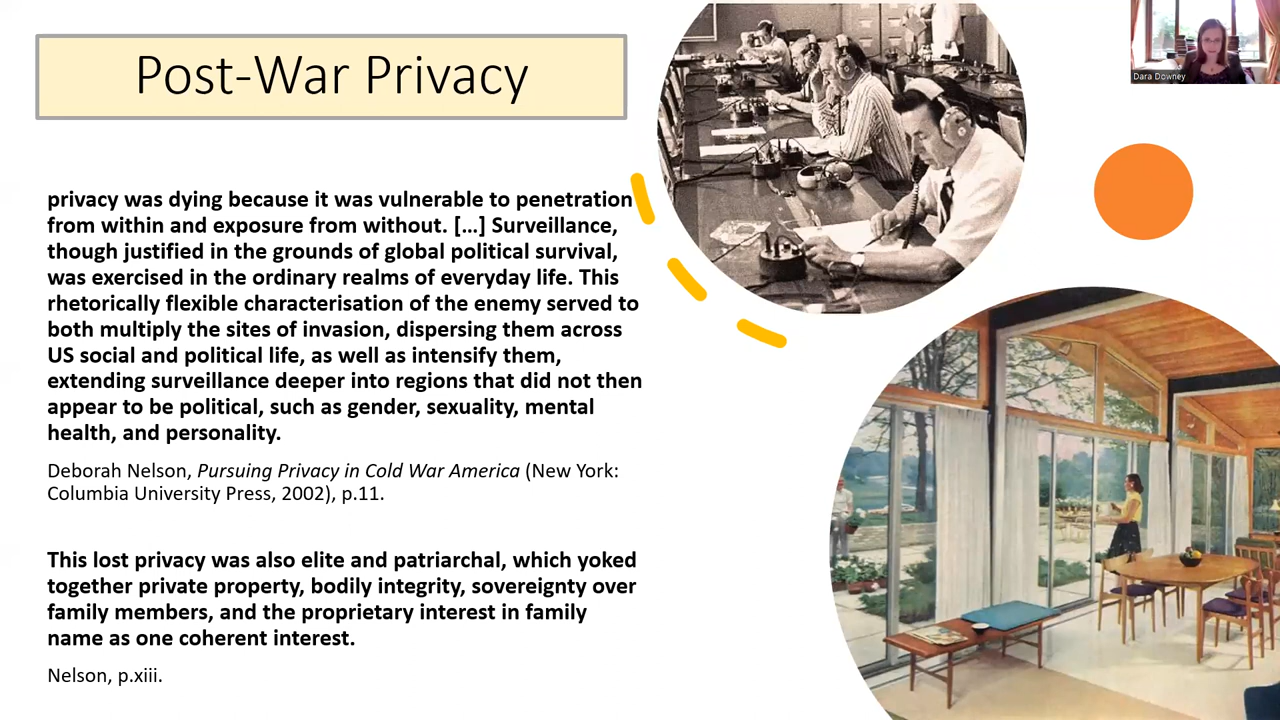 Post-War Privacy
Dara Downey
privacy was dying because it was vulnerable to penetration
from within and exposure from without. […] Surveillance,
though justified in the grounds of global political survival,
was exercised in the ordinary realms of everyday life. This
rhetorically flexible characterisation of the enemy served to
both multiply the sites of invasion, dispersing them across
US social and political life, as well as intensify them,
extending surveillance deeper into regions that did not then
appear to be political, such as gender, sexuality, mental
health, and personality.
Deborah Nelson, Pursuing Privacy in Cold War America (New York:
Columbia University Press, 2002), p.11.
This lost privacy was also elite and patriarchal, which yoked
together private property, bodily integrity, sovereignty over
family members, and the proprietary interest in family
name as one coherent interest.
Nelson, p.xiii.